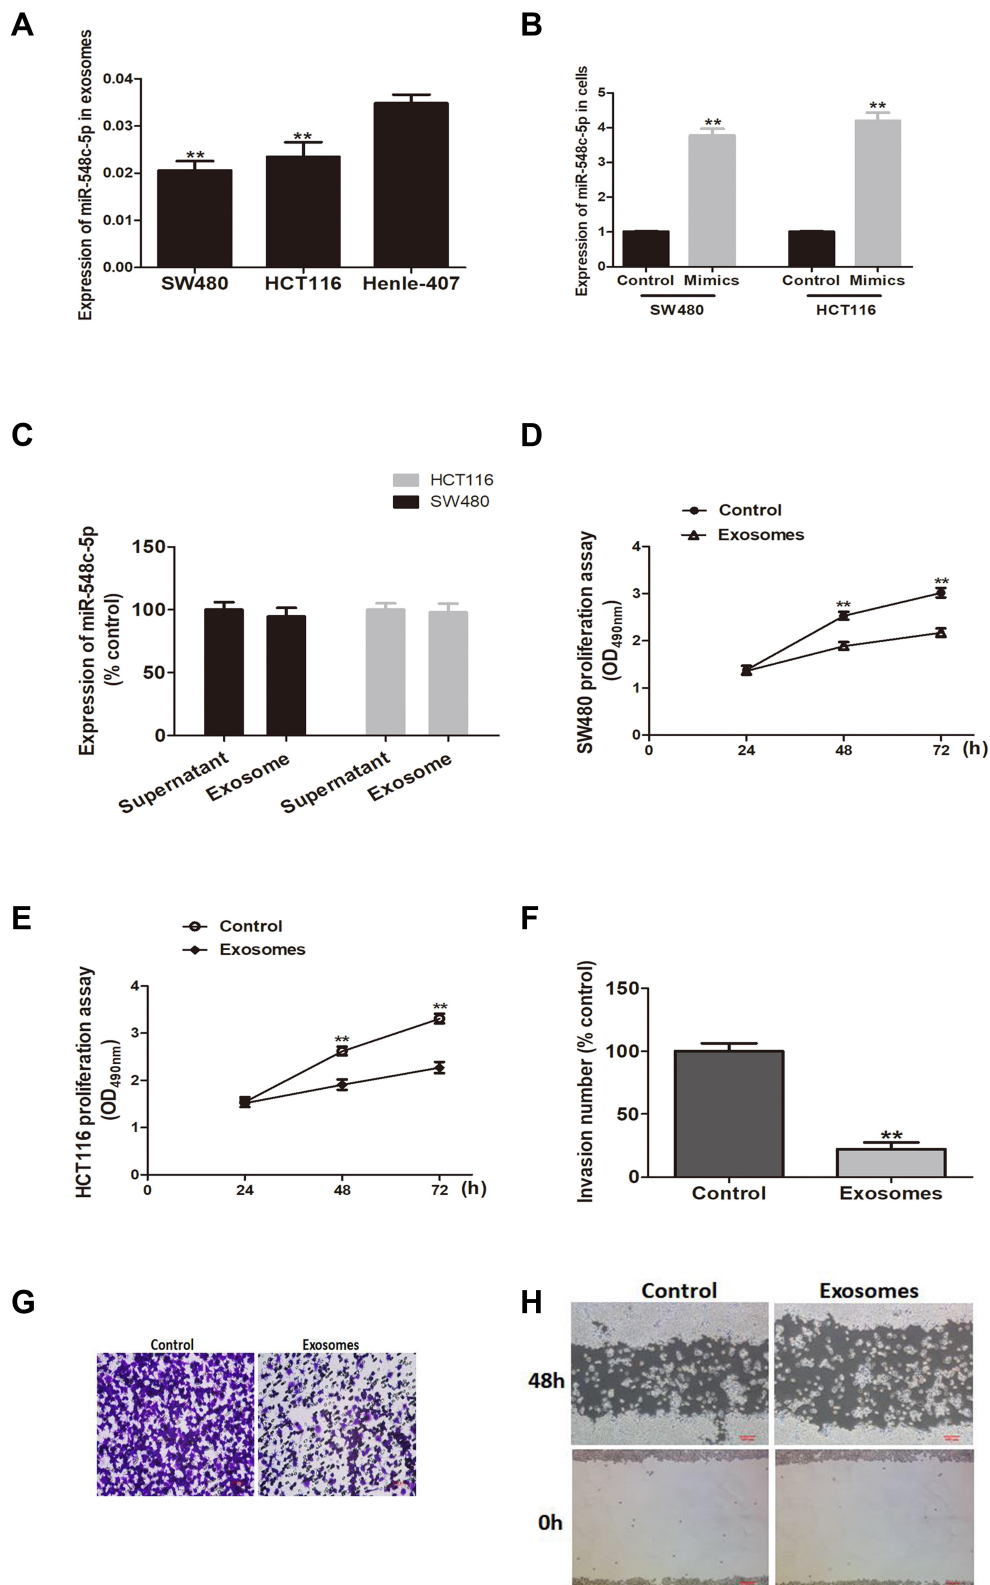 A
Expression of miR-548c-5p in exosomes
0.04
0.03
0.02
0.01
0.00
**
**
SW480 HCT116 Henle-407
B
Expression of miR-548c-5p in cells
5
4
3
2
1
0
**
**
Control Mimics Control Mimics
SW480 HCT116
C
HCT116
SW480
Expression of miR-548c-5p
(% control)
150
100
50
0
Supernatant Exosome Supernatant Exosome
D
Control
Exosomes
SW480 proliferation assay
(OD490nm)
4
3
2
1
0
**
**
0 24 48 72 (h)
E
Control
Exosomes
HCT116 proliferation assay
(OD490nm)
4
3
2
1
0
**
**
0 24 48 72 (h)
F
Invasion number (% control)
150
100
50
0
**
Control Exosomes
G
Control Exosomes
H
Control Exosomes
48h
0h